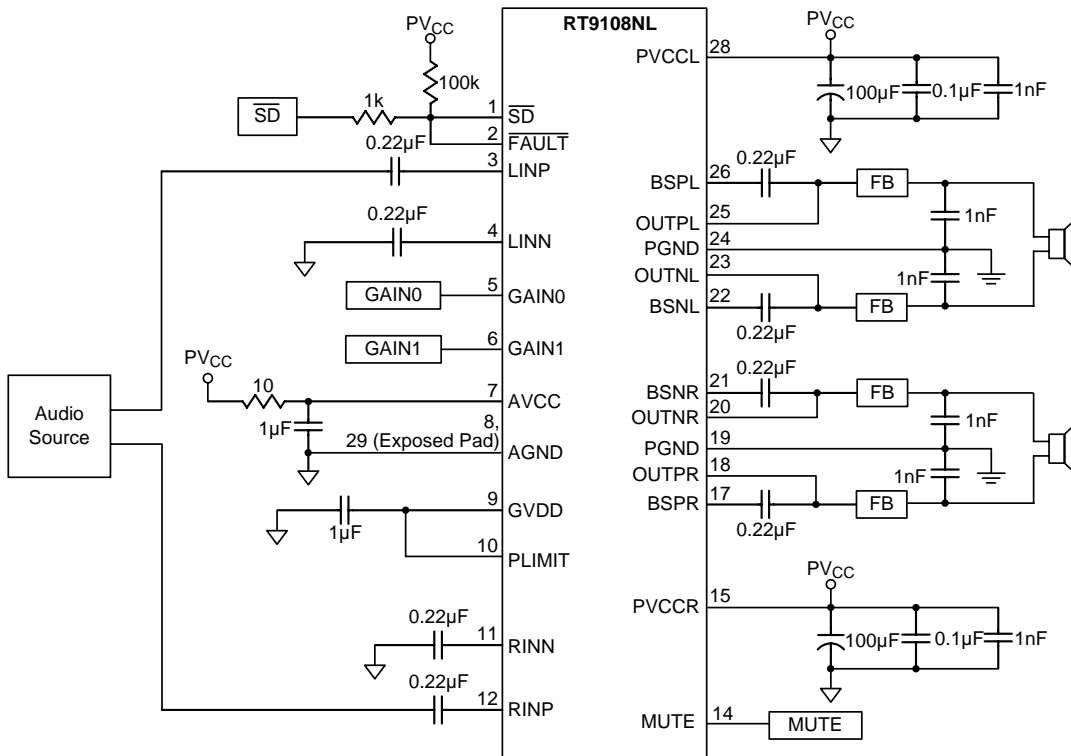 RT9108NL
PVCC
100k
1k
SD
1
SD
2
FAULT
0.22µF
3
LINP
0.22µF
4
LINN
GAIN0
5
GAIN0
GAIN1
6
GAIN1
PVCC
10
7
AVCC
1µF
8,
29 (Exposed Pad)
AGND
Audio
Source
9
GVDD
1µF
10
PLIMIT
0.22µF
11
RINN
0.22µF
12
RINP
PVCC
PVCCL
28
100µF
0.1µF
1nF
0.22µF
BSPL
26
FB
OUTPL
25
1nF
PGND
24
OUTNL
23
1nF
BSNL
22
FB
0.22µF
0.22µF
BSNR
21
FB
OUTNR
20
1nF
PGND
19
OUTPR
18
1nF
BSPR
17
FB
0.22µF
PVCC
PVCCR
15
100µF
0.1µF
1nF
MUTE
14
MUTE